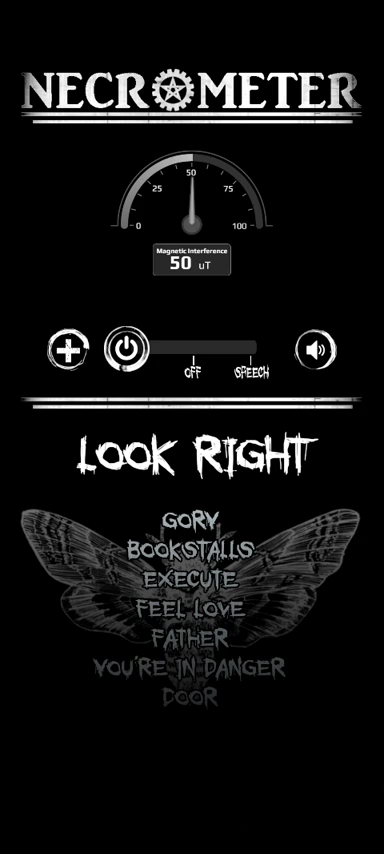 NECROMETER
50
25 75
0 100
Magnetic Interference
50 uT
OFF SPEECH
LOOK RIGHT
GORY
BOOKSTALLS
EXECUTE
FEEL LOVE
FATHER
YOU'RE IN DANGER
DOOR